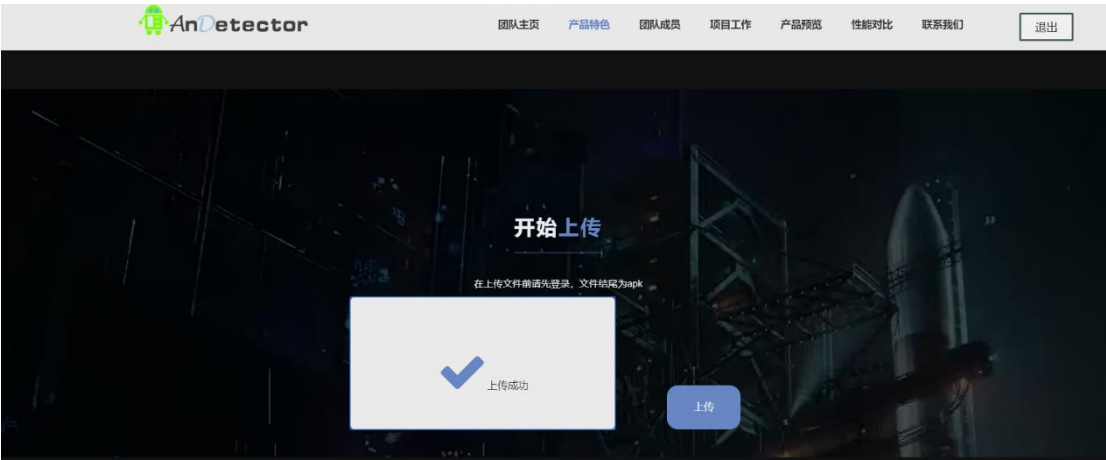 AnDetector
团队主页 产品特色 团队成员 项目工作 产品预览 性能对比 联系我们 退出
开始上传
在上传文件前请先登录，文件结尾为apk
上传成功
上传